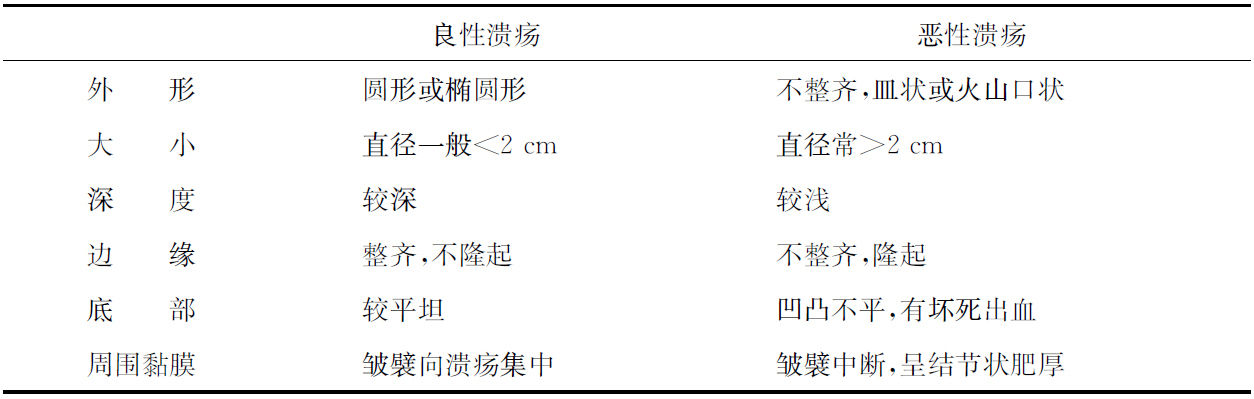 良性溃疡 恶性溃疡
外 形 圆形或椭圆形 不整齐,皿状或火山口状
大 小 直径一般<2 cm 直径常>2 cm
深 度 较深 较浅
边 缘 整齐,不隆起 不整齐,隆起
底 部 较平坦 凹凸不平,有坏死出血
周围黏膜 皱襞向溃疡集中 皱襞中断,呈结节状肥厚